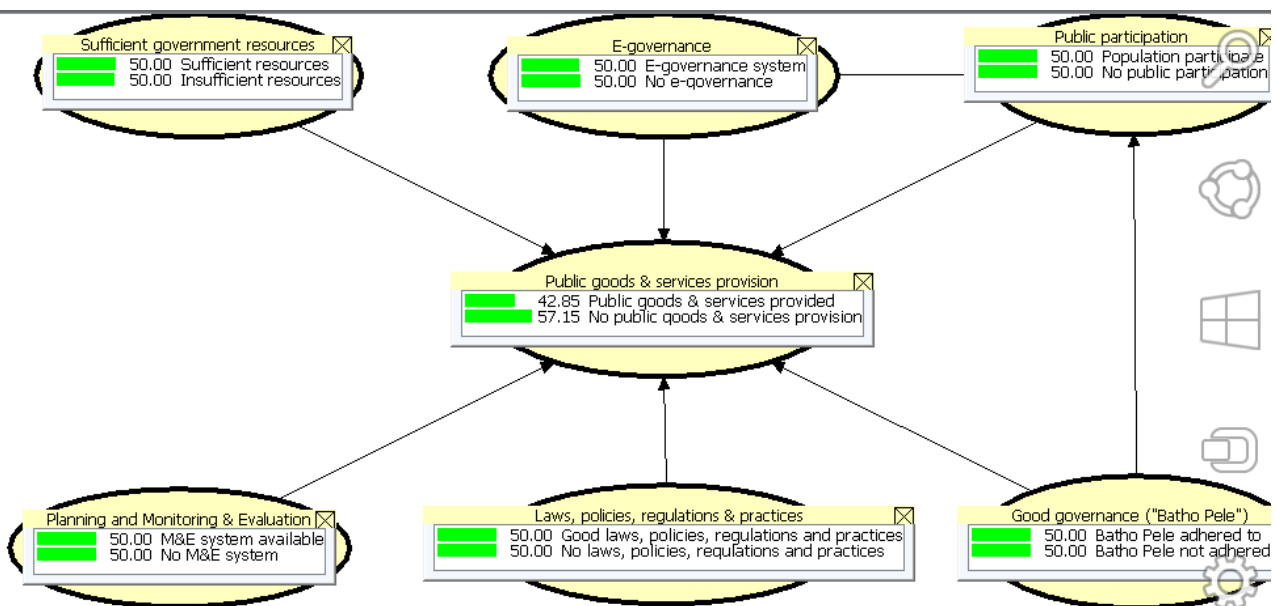 Sufficient government resources
50.00 Sufficient resources
50.00 Insufficient resources
E-governance
50.00 E-governance system
50.00 No e-governance
Public participation
50.00 Population participate
50.00 No public participation
Public goods & services provision
42.85 Public goods & services provided
57.15 No public goods & services provision
Planning and Monitoring & Evaluation
50.00 M&E system available
50.00 No M&E system
Laws, policies, regulations & practices
50.00 Good laws, policies, regulations and practices
50.00 No laws, policies, regulations and practices
Good governance ("Batho Pele")
50.00 Batho Pele adhered to
50.00 Batho Pele not adhered